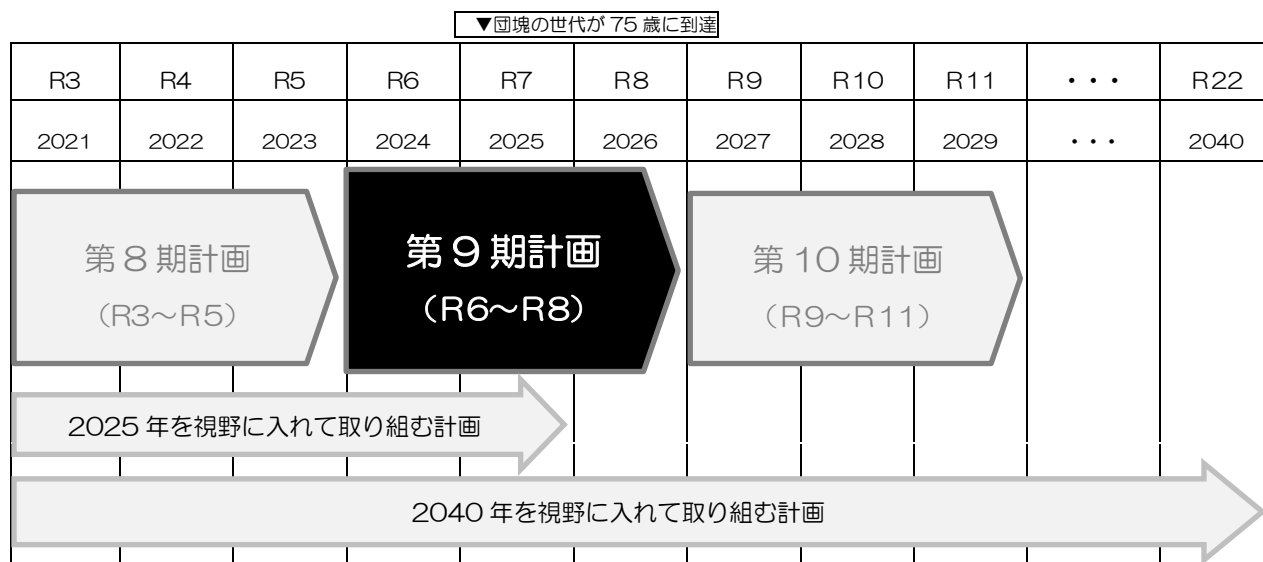 ▼団塊の世代が 75 歳に到達
R3 R4 R5 R6 R7 R8 R9 R10 R11 ・・・ R22
2021 2022 2023 2024 2025 2026 2027 2028 2029 ・・・ 2040
第 8 期計画 第 9 期計画 第 10 期計画
（R3～R5） （R6～R8） （R9～R11）
2025 年を視野に入れて取り組む計画
2040 年を視野に入れて取り組む計画